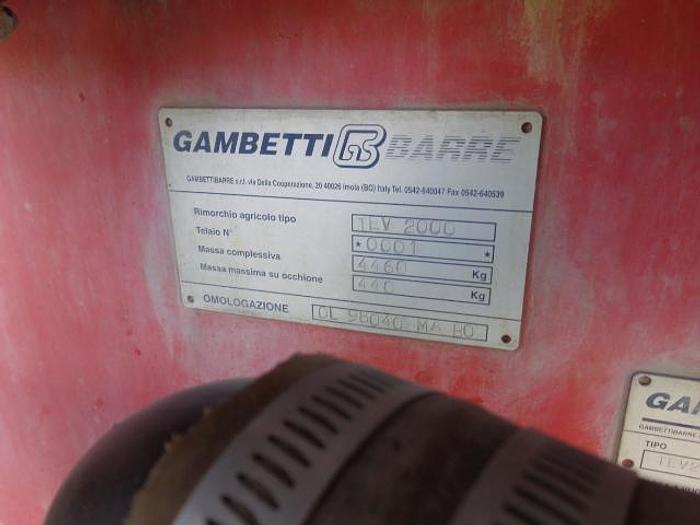 GAMBETTI GB BARRE
GAMBETTIBARRE s.r.l. via Della Cooperazione, 20 40026 Imola (BO) Italy Tel. 0542-640047 Fax 0542-640539
Rimorchio agricolo tipo TEV 2000
Telaio N° *0001*
Massa complessiva 4460 Kg
Massa massima su occhione 440 Kg
OMOLOGAZIONE OL 98040 MA BO
GAM
GAMBETTIBARRE
TIPO
TEV2